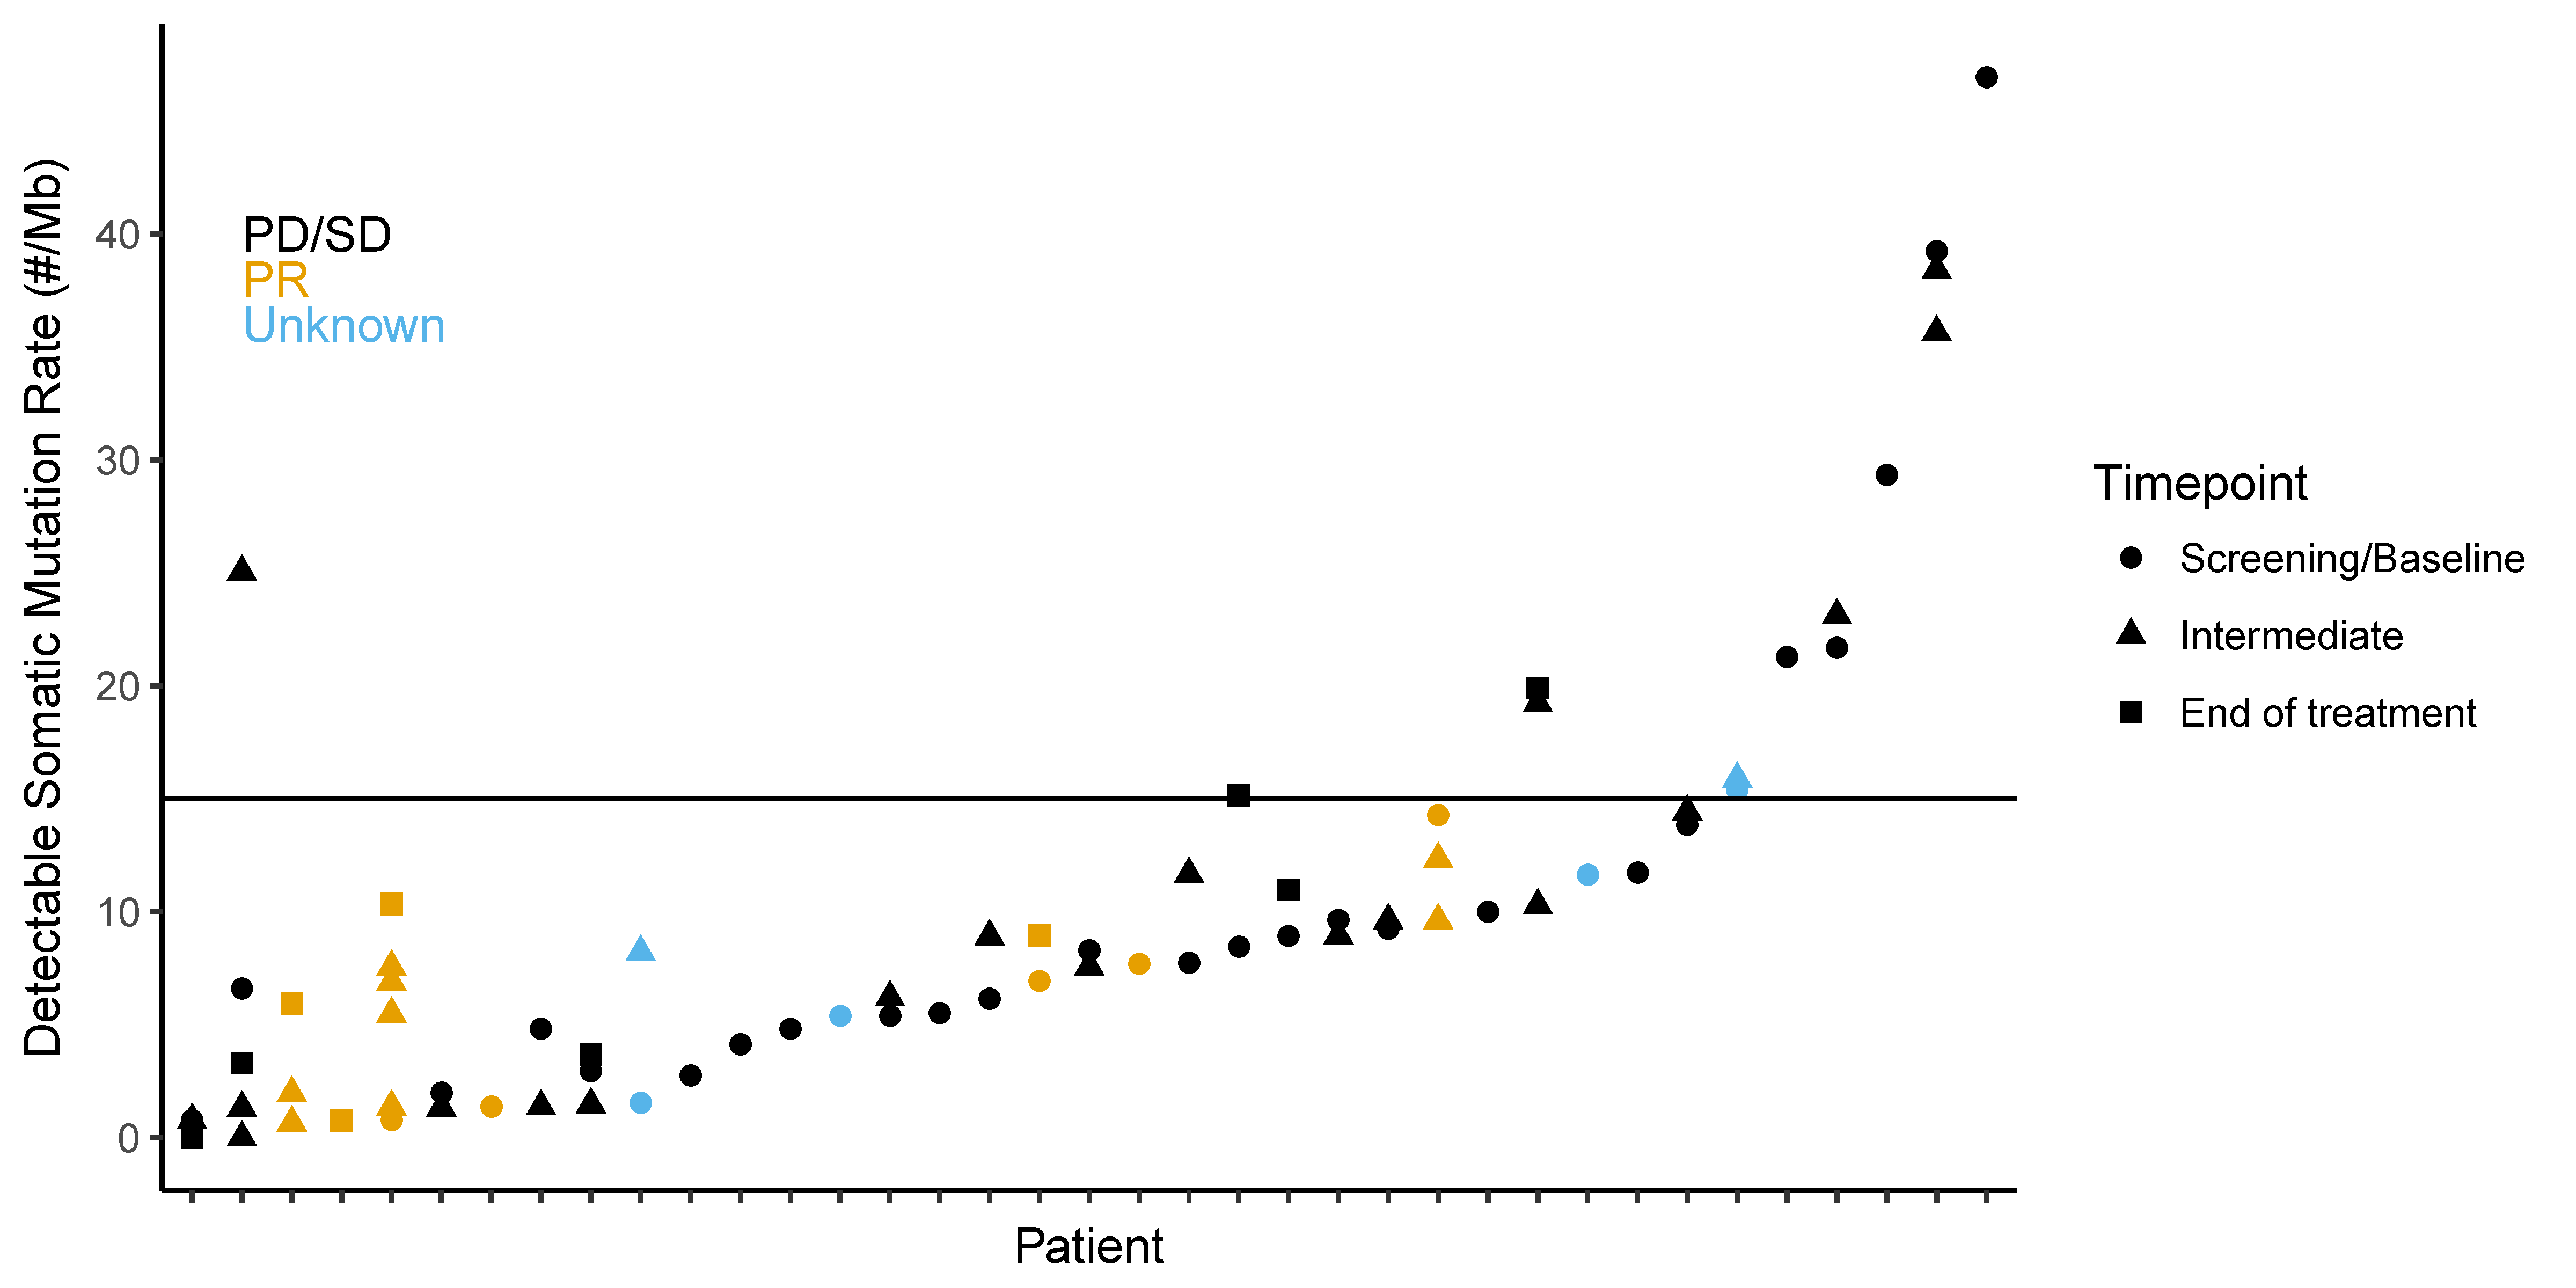 Detectable Somatic Mutation Rate (#/Mb)
40
30
20
10
0
PD/SD
PR
Unknown
Patient
Timepoint
Screening/Baseline
Intermediate
End of treatment